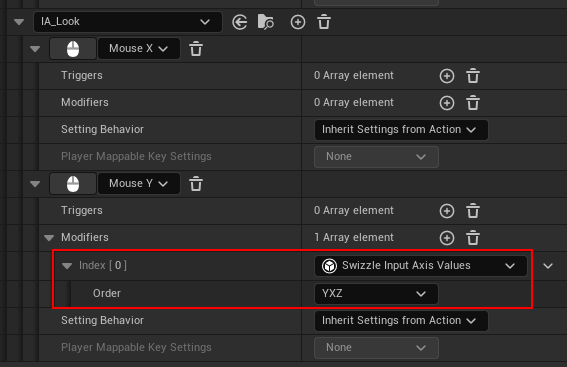 IA_Look
Mouse X
Triggers 0 Array element
Modifiers 0 Array element
Setting Behavior Inherit Settings from Action
Player Mappable Key Settings None
Mouse Y
Triggers 0 Array element
Modifiers 1 Array element
Index [ 0 ] Swizzle Input Axis Values
Order YXZ
Setting Behavior Inherit Settings from Action
Player Mappable Key Settings None